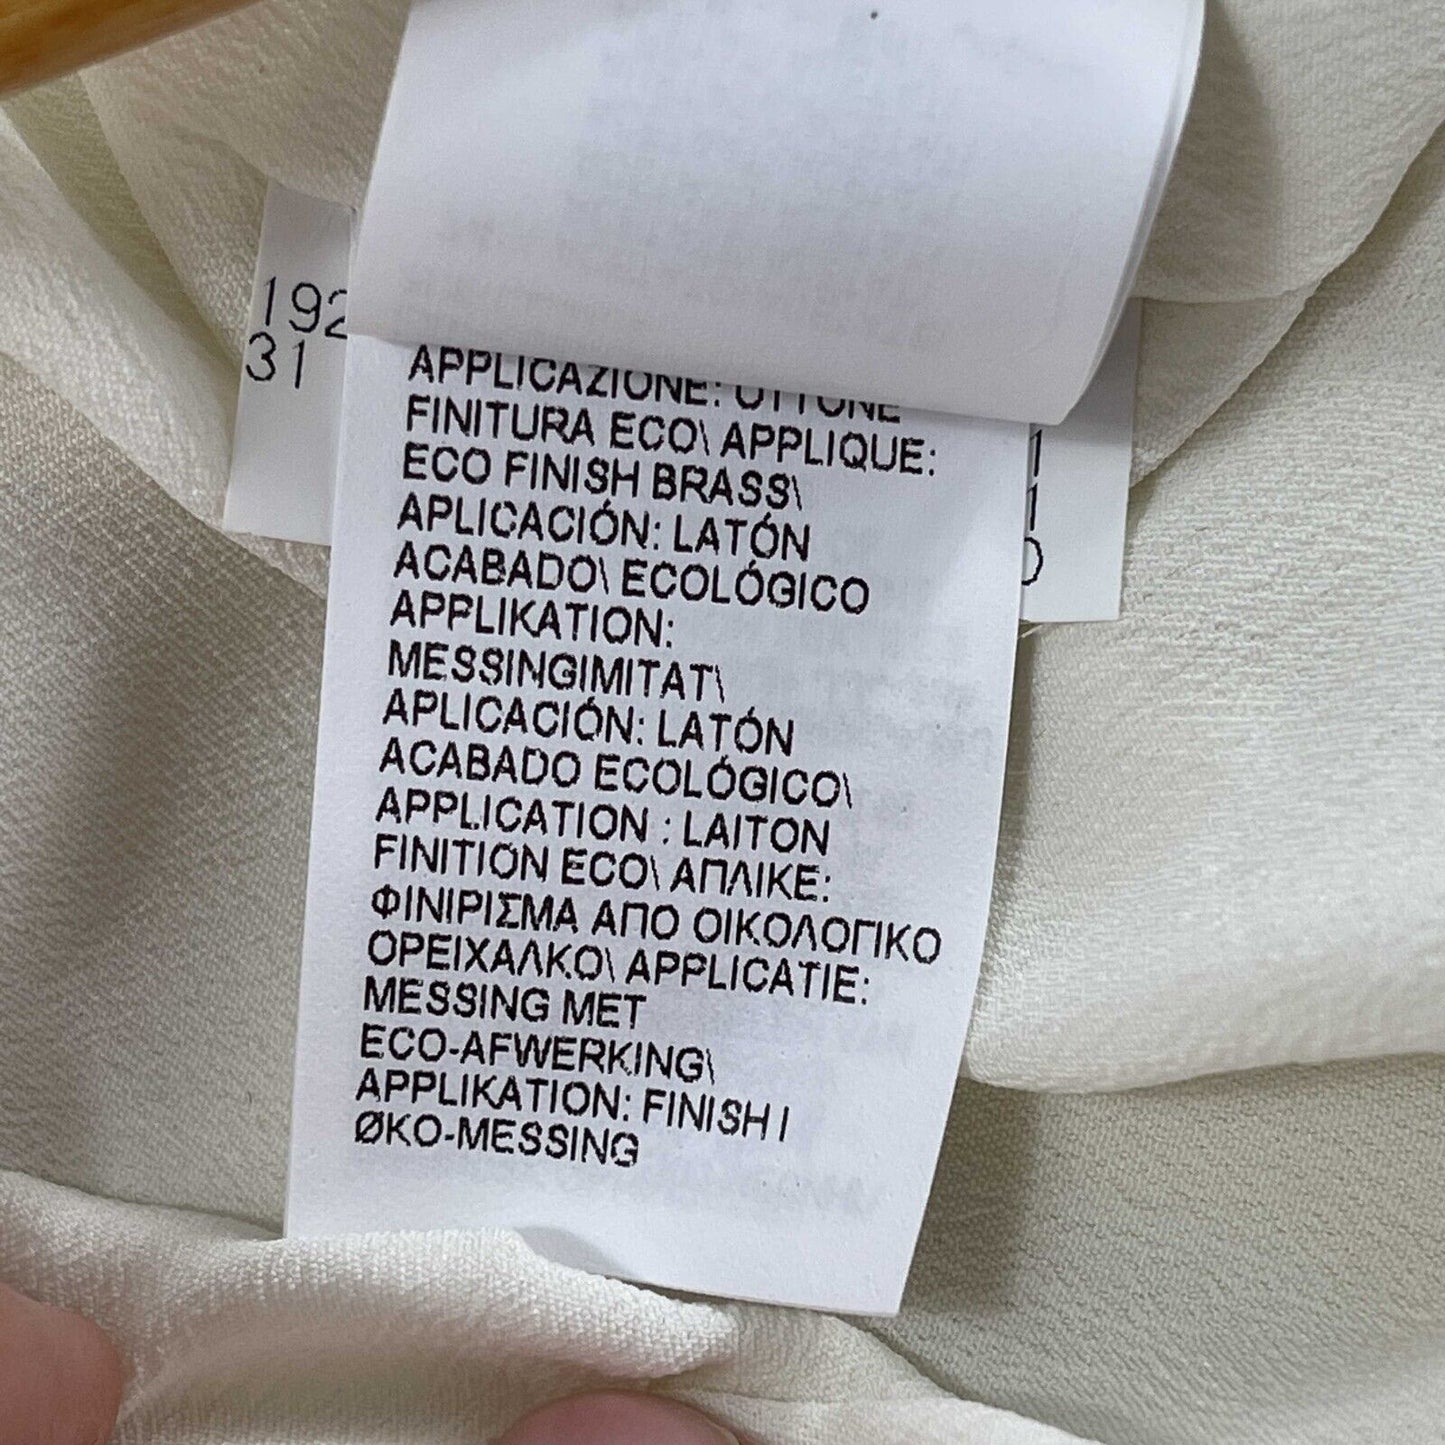 192
31
APPLICAZIONE: OTTONE
FINITURA ECO\ APPLIQUE:
ECO FINISH BRASS\
APLICACIÓN: LATÓN
ACABADO\ ECOLÓGICO
APPLIKATION:
MESSINGIMITAT\
APLICACIÓN: LATÓN
ACABADO ECOLÓGICO\
APPLICATION : LAITON
FINITION ECO\ ΑΠΛΙΚΕ:
ΦΙΝΙΡΙΣΜΑ ΑΠΟ ΟΙΚΟΛΟΓΙΚΟ
ΟΡΕΙΧΑΛΚΟ\ APPLICATIE:
MESSING MET
ECO-AFWERKING\
APPLIKATION: FINISH I
ØKO-MESSING